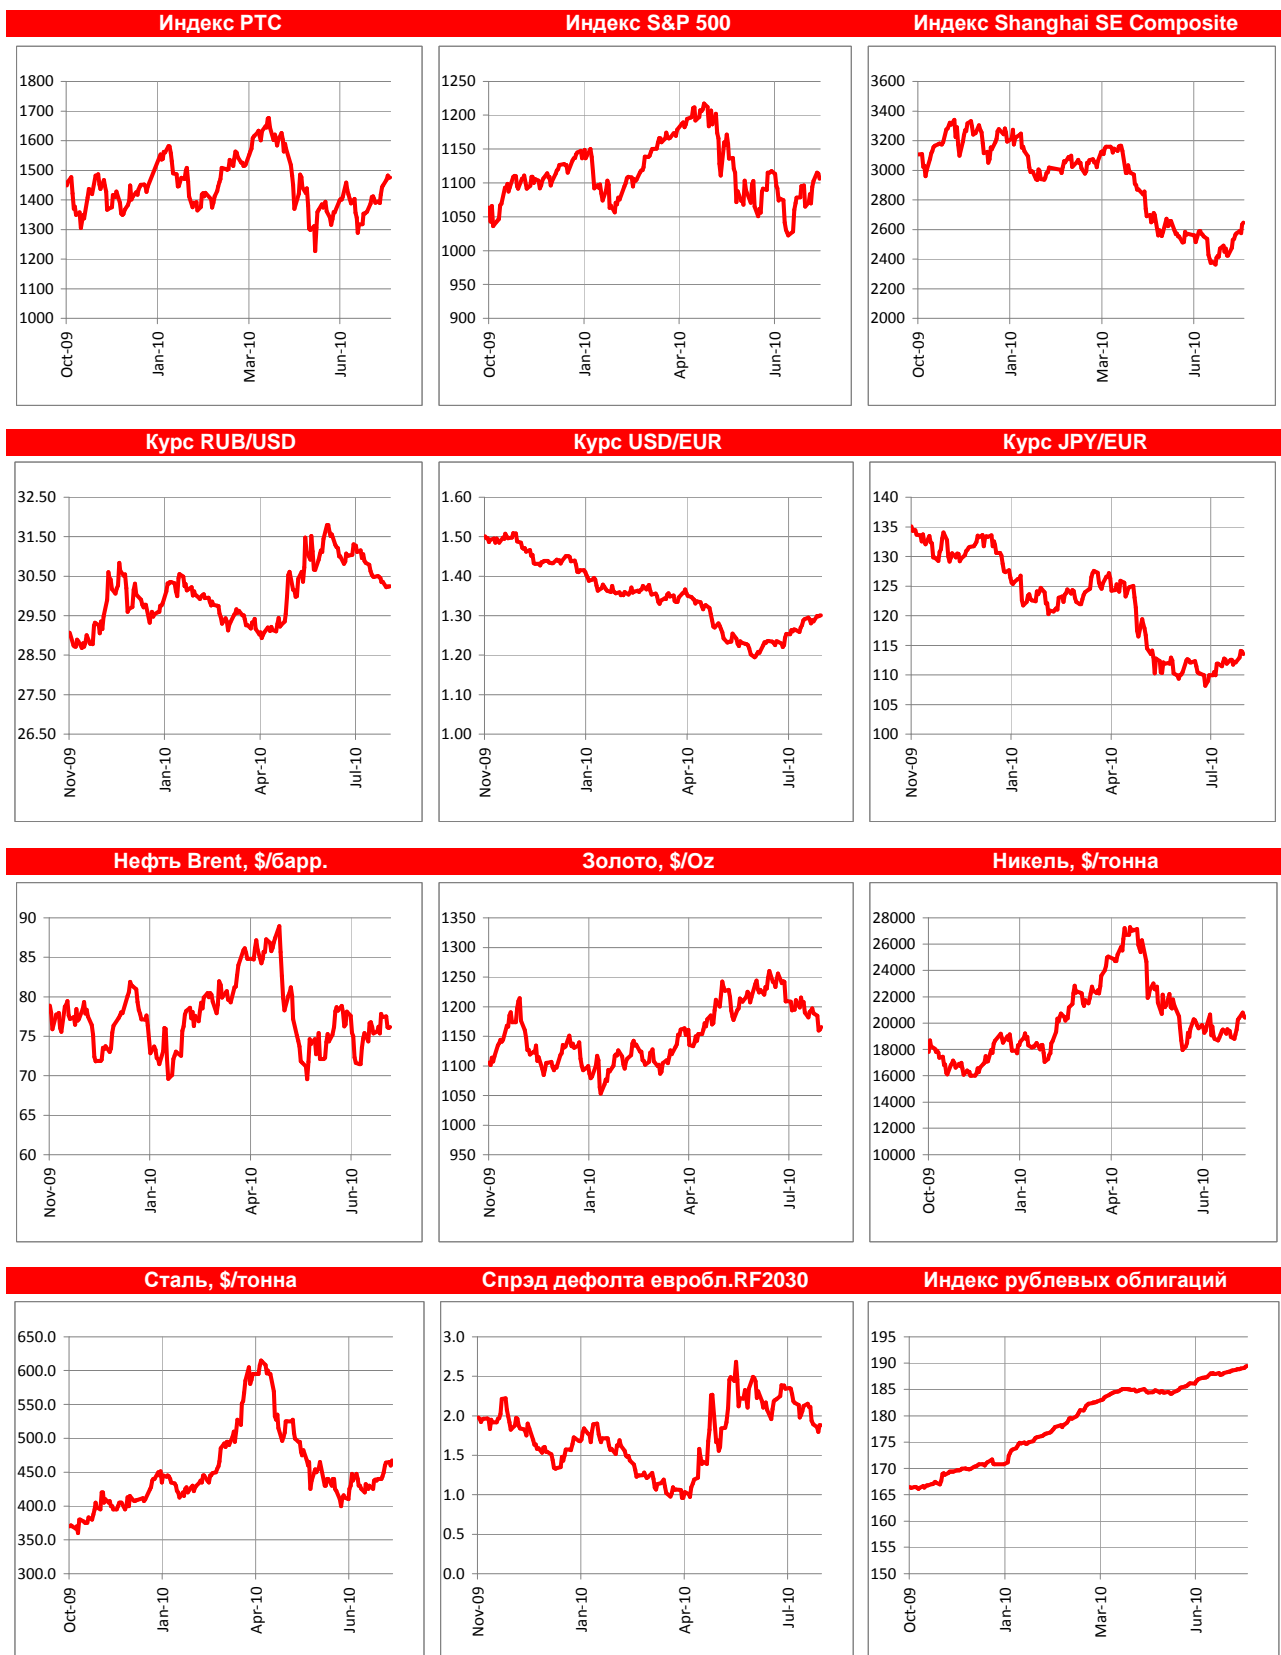 Индекс РТС
1800
1700
1600
1500
1400
1300
1200
1100
1000
Oct-09
Jan-10
Mar-10
Jun-10
Индекс S&P 500
1250
1200
1150
1100
1050
1000
950
900
Oct-09
Jan-10
Apr-10
Jun-10
Индекс Shanghai SE Composite
3600
3400
3200
3000
2800
2600
2400
2200
2000
Oct-09
Jan-10
Mar-10
Jun-10
Курс RUB/USD
32.50
31.50
30.50
29.50
28.50
27.50
26.50
Nov-09
Jan-10
Apr-10
Jul-10
Курс USD/EUR
1.60
1.50
1.40
1.30
1.20
1.10
1.00
Nov-09
Jan-10
Apr-10
Jul-10
Курс JPY/EUR
140
135
130
125
120
115
110
105
100
Nov-09
Jan-10
Apr-10
Jul-10
Нефть Brent, $/барр.
90
85
80
75
70
65
60
Nov-09
Jan-10
Apr-10
Jun-10
Золото, $/Oz
1350
1300
1250
1200
1150
1100
1050
1000
950
Nov-09
Jan-10
Apr-10
Jul-10
Никель, $/тонна
28000
26000
24000
22000
20000
18000
16000
14000
12000
10000
Oct-09
Jan-10
Apr-10
Jun-10
Сталь, $/тонна
650.0
600.0
550.0
500.0
450.0
400.0
350.0
300.0
Oct-09
Jan-10
Apr-10
Jun-10
Спрэд дефолта евробл.RF2030
3.0
2.5
2.0
1.5
1.0
0.5
0.0
Nov-09
Jan-10
Apr-10
Jul-10
Индекс рублевых облигаций
195
190
185
180
175
170
165
160
155
150
Oct-09
Jan-10
Mar-10
Jun-10